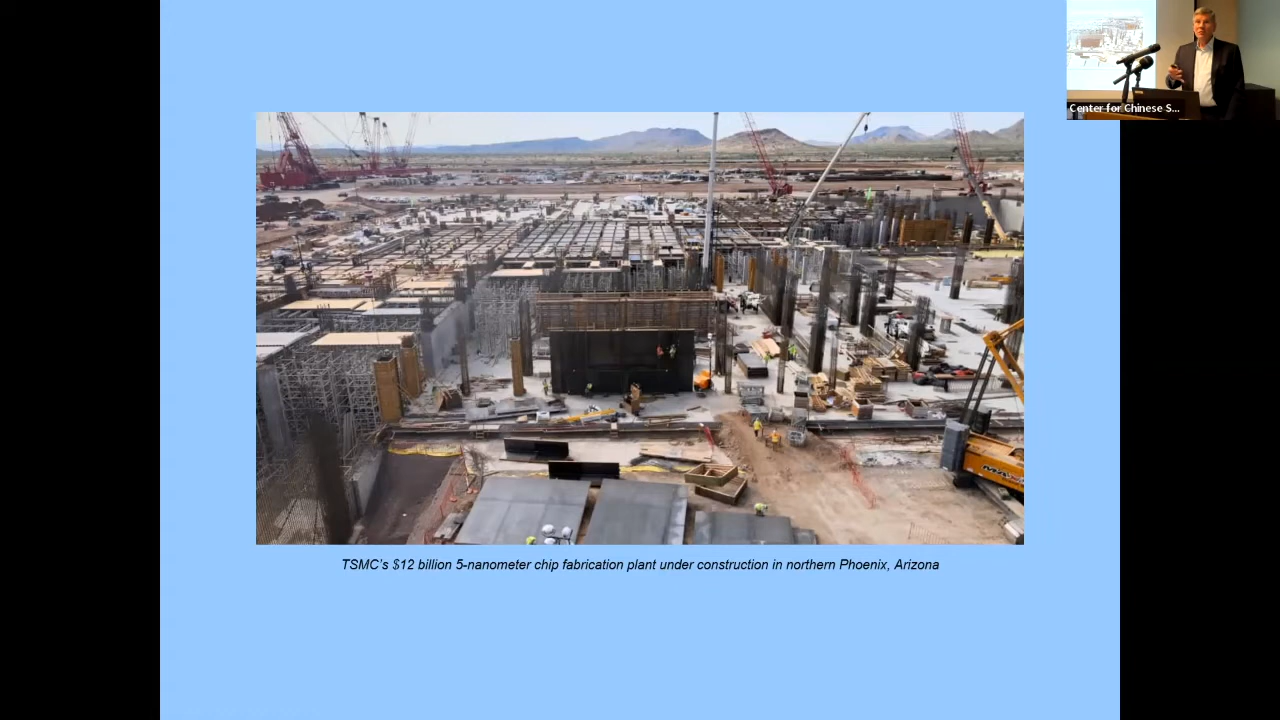 Center for Chinese S...
TSMC's $12 billion 5-nanometer chip fabrication plant under construction in northern Phoenix, Arizona